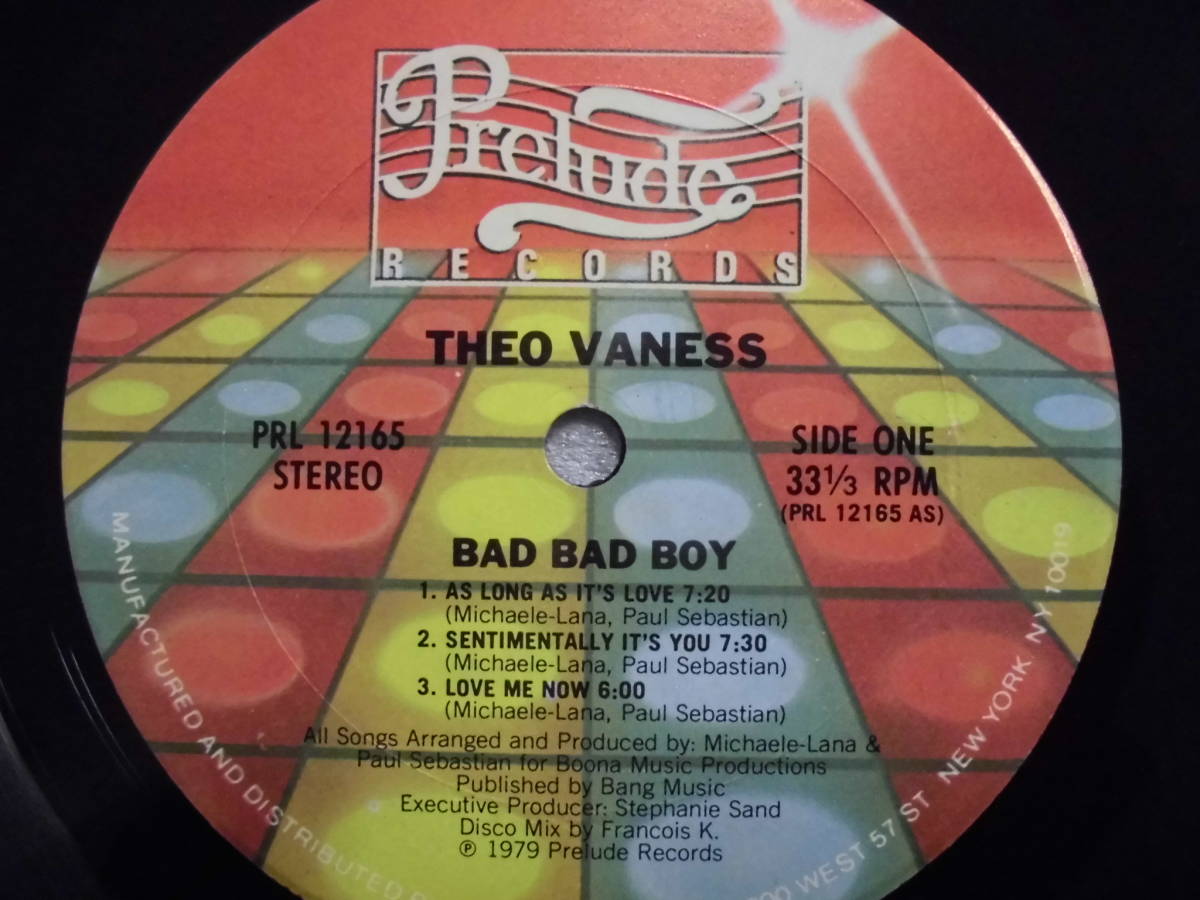 Prelude
RECORDS
THEO VANESS
PRL 12165
STEREO
SIDE ONE
33 1/3 RPM
(PRL 12165 AS)
BAD BAD BOY
1. AS LONG AS IT'S LOVE 7:20
(Michaele-Lana, Paul Sebastian)
2. SENTIMENTALLY IT'S YOU 7:30
(Michaele-Lana, Paul Sebastian)
3. LOVE ME NOW 6:00
(Michaele-Lana, Paul Sebastian)
All Songs Arranged and Produced by: Michaele-Lana &
Paul Sebastian for Boona Music Productions
Published by Bang Music
Executive Producer: Stephanie Sand
Disco Mix by Francois K.
℗ 1979 Prelude Records
MANUFACTURED AND DISTRIBUTED WEST 57 ST NEW YORK NY 10019